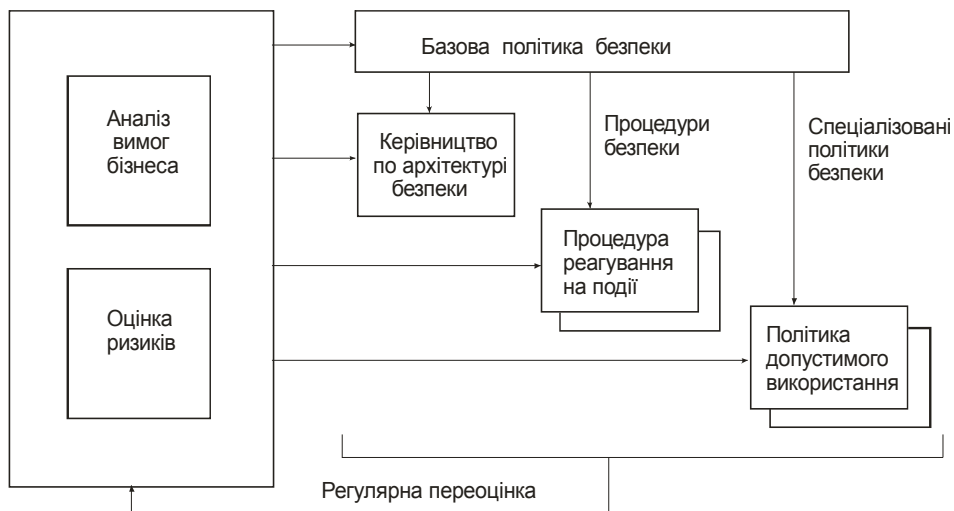 Базова політика безпеки
Аналіз
вимог
бізнеса
Керівництво
по архітектурі
безпеки
Процедури
безпеки
Спеціалізовані
політики
безпеки
Процедура
реагування
на події
Оцінка
ризиків
Політика
допустимого
використання
Регулярна переоцінка